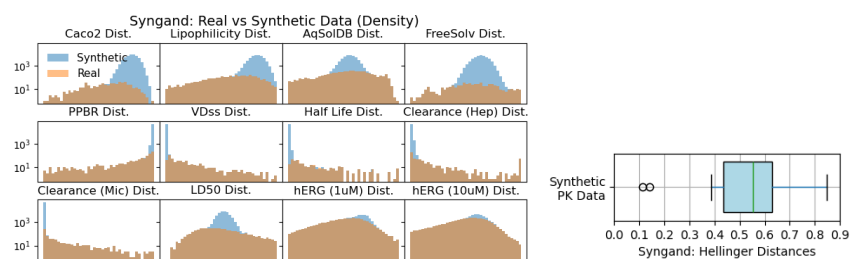 Syngand: Real vs Synthetic Data (Density)
Caco2 Dist. Lipophilicity Dist. AqSolDB Dist. FreeSolv Dist.
Synthetic
Real
10³
10¹
PPBR Dist. VDss Dist. Half Life Dist. Clearance (Hep) Dist.
10³
10¹
Clearance (Mic) Dist. LD50 Dist. hERG (1uM) Dist. hERG (10uM) Dist.
10³
10¹
Synthetic
PK Data
0.0 0.1 0.2 0.3 0.4 0.5 0.6 0.7 0.8 0.9
Syngand: Hellinger Distances